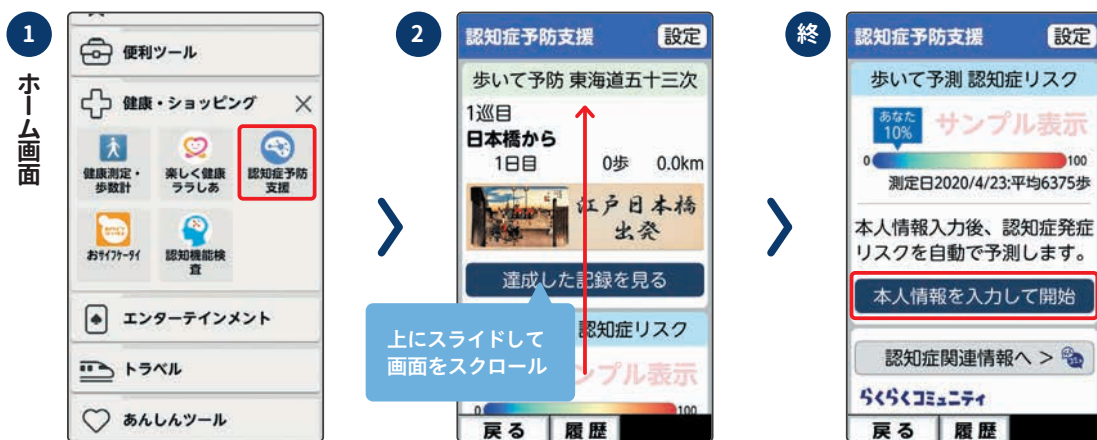 1
ホーム画面
便利ツール
健康・ショッピング
健康測定・
歩数計
楽しく健康
ララしあ
認知症予防
支援
おサイフケータイ
認知機能検
査
エンターテインメント
トラベル
あんしんツール
2
認知症予防支援 設定
歩いて予防 東海道五十三次
1巡目
日本橋から
1日目 0歩 0.0km
江戸日本橋
出発
達成した記録を見る
上にスライドして
画面をスクロール
認知症リスク
ンプル表示
0 100
戻る 履歴
終
認知症予防支援 設定
歩いて予測 認知症リスク
あなた
10%
サンプル表示
0 100
測定日2020/4/23:平均6375歩
本人情報入力後、認知症発症
リスクを自動で予測します。
本人情報を入力して開始
認知症関連情報へ >
らくらくコミュニティ
戻る 履歴